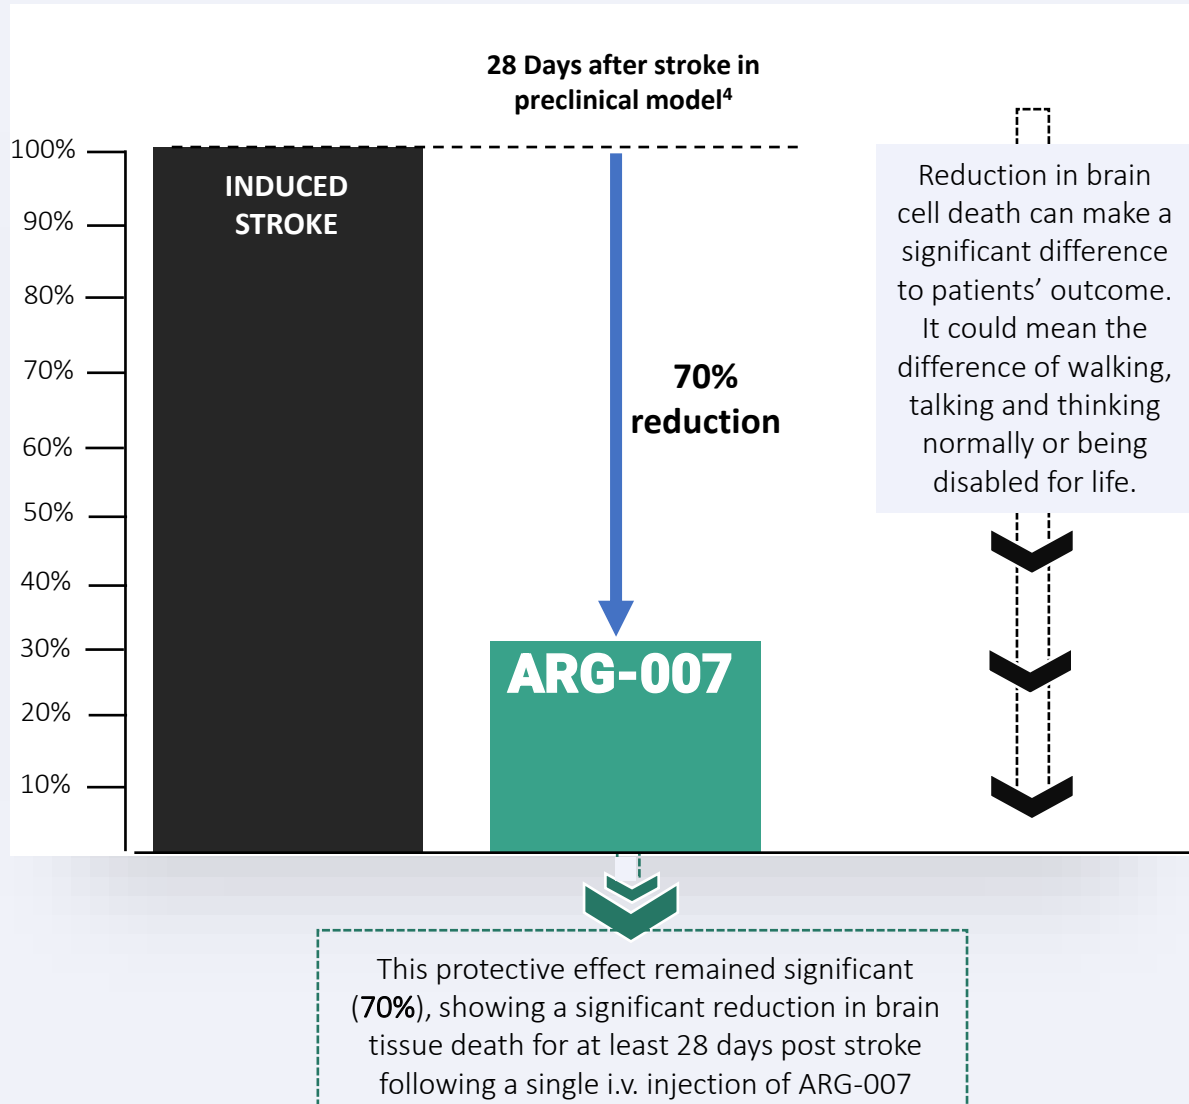 28 Days after stroke in
preclinical model4
100%
90%
80%
70%
60%
50%
40%
30%
20%
10%
INDUCED
STROKE
70%
reduction
ARG-007
Reduction in brain
cell death can make a
significant difference
to patients’ outcome.
It could mean the
difference of walking,
talking and thinking
normally or being
disabled for life.
This protective effect remained significant
(70%), showing a significant reduction in brain
tissue death for at least 28 days post stroke
following a single i.v. injection of ARG-007